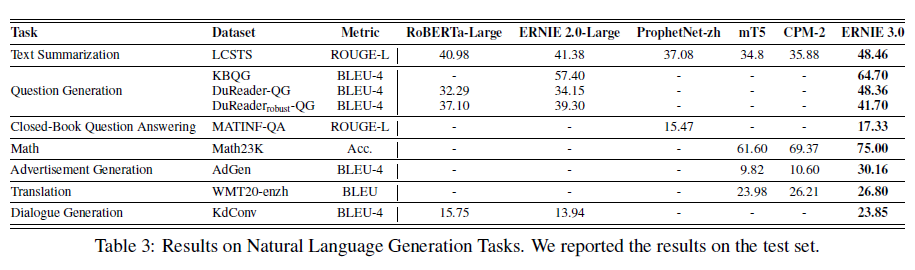 Task Dataset Metric RoBERTa-Large ERNIE 2.0-Large ProphetNet-zh mT5 CPM-2 ERNIE 3.0
Text Summarization LCSTS ROUGE-L 40.98 41.38 37.08 34.8 35.88 48.46
KBQG BLEU-4 - 57.40 - - - 64.70
Question Generation DuReader-QG BLEU-4 32.29 34.15 - - - 48.36
DuReaderrobust-QG BLEU-4 37.10 39.30 - - - 41.70
Closed-Book Question Answering MATINF-QA ROUGE-L - - 15.47 - - 17.33
Math Math23K Acc. - - - 61.60 69.37 75.00
Advertisement Generation AdGen BLEU-4 - - - 9.82 10.60 30.16
Translation WMT20-enzh BLEU - - - 23.98 26.21 26.80
Dialogue Generation KdConv BLEU-4 15.75 13.94 - - - 23.85
Table 3: Results on Natural Language Generation Tasks. We reported the results on the test set.